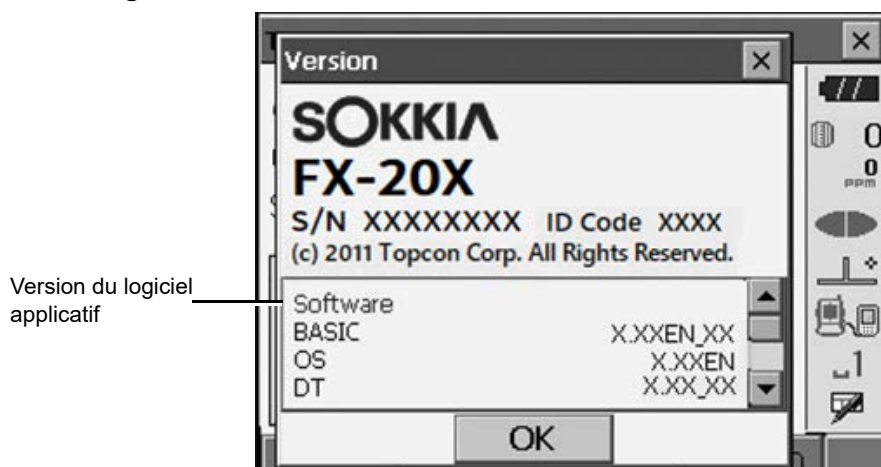 Version
SOKKIA
FX-20X
S/N XXXXXXXX ID Code XXXX
(c) 2011 Topcon Corp. All Rights Reserved.
Version du logiciel
applicatif
Software
BASIC X.XXEN_XX
OS X.XXEN
DT X.XX_XX
OK
0
0
PPM
1